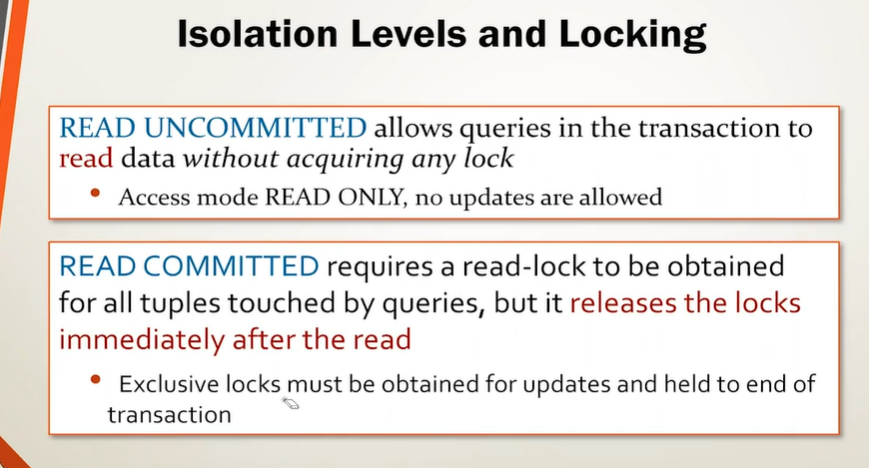 Isolation Levels and Locking
READ UNCOMMITTED allows queries in the transaction to
read data without acquiring any lock
• Access mode READ ONLY, no updates are allowed
READ COMMITTED requires a read-lock to be obtained
for all tuples touched by queries, but it releases the locks
immediately after the read
• Exclusive locks must be obtained for updates and held to end of
transaction